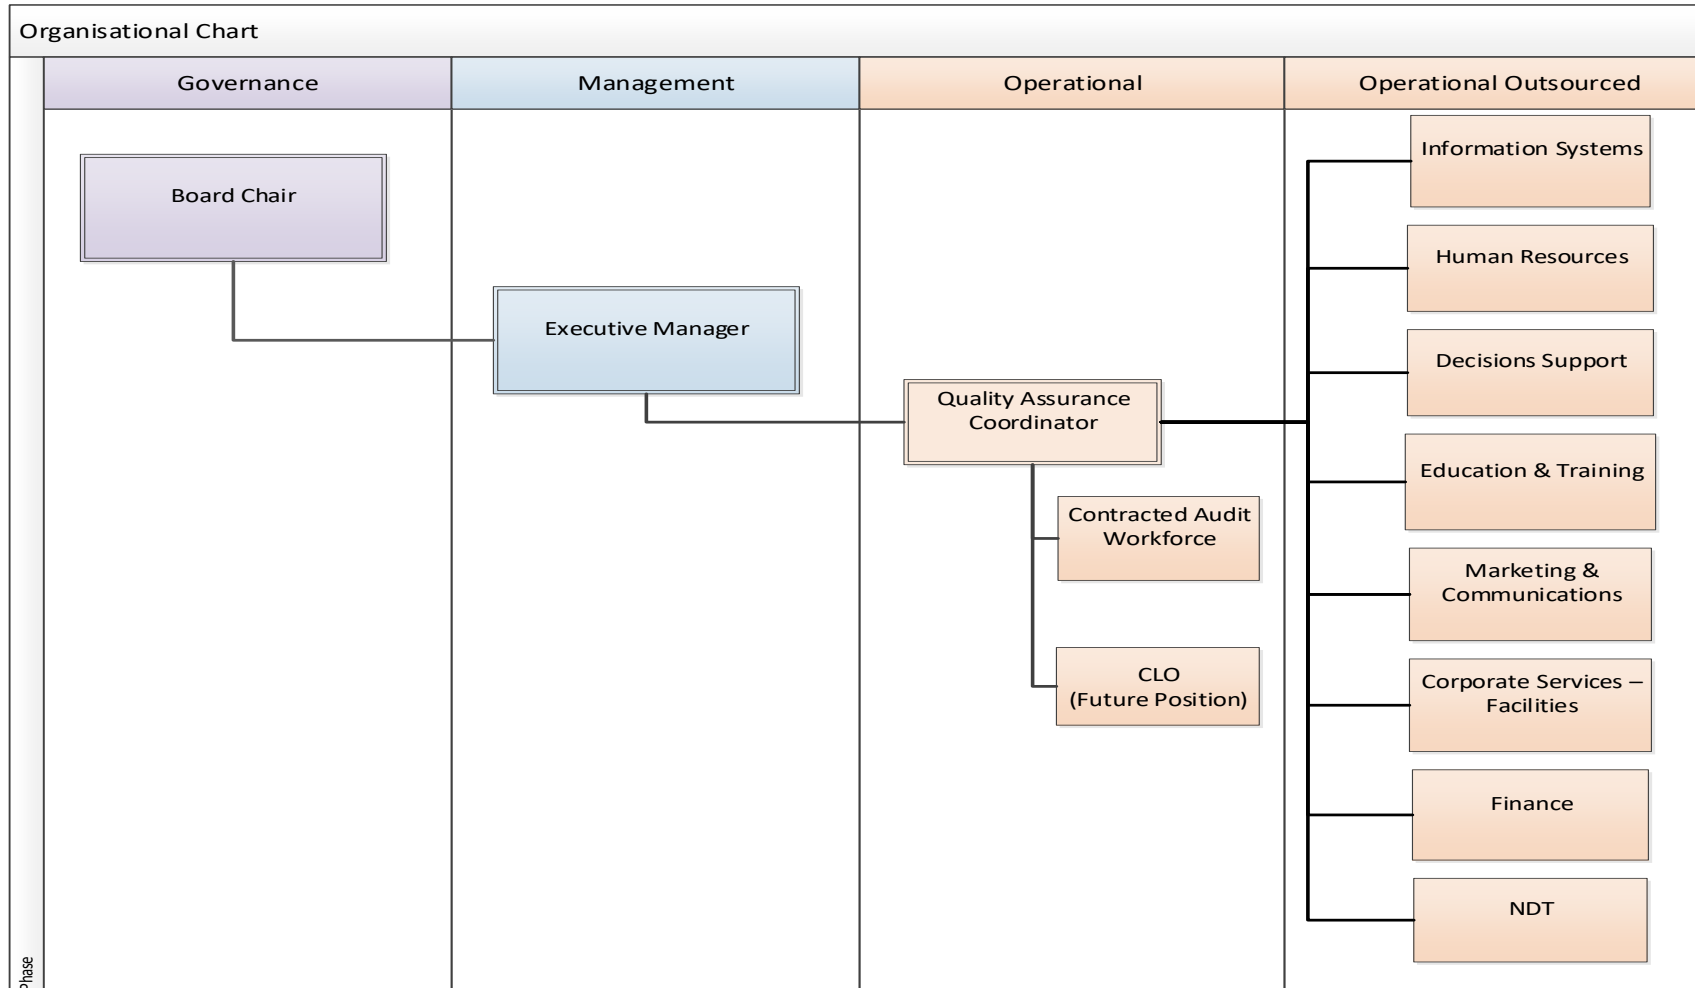 Organisational Chart
Governance
Management
Operational
Operational Outsourced
Board Chair
Executive Manager
Quality Assurance
Coordinator
Contracted Audit
Workforce
CLO
(Future Position)
Information Systems
Human Resources
Decisions Support
Education & Training
Marketing &
Communications
Corporate Services –
Facilities
Finance
NDT
Phase